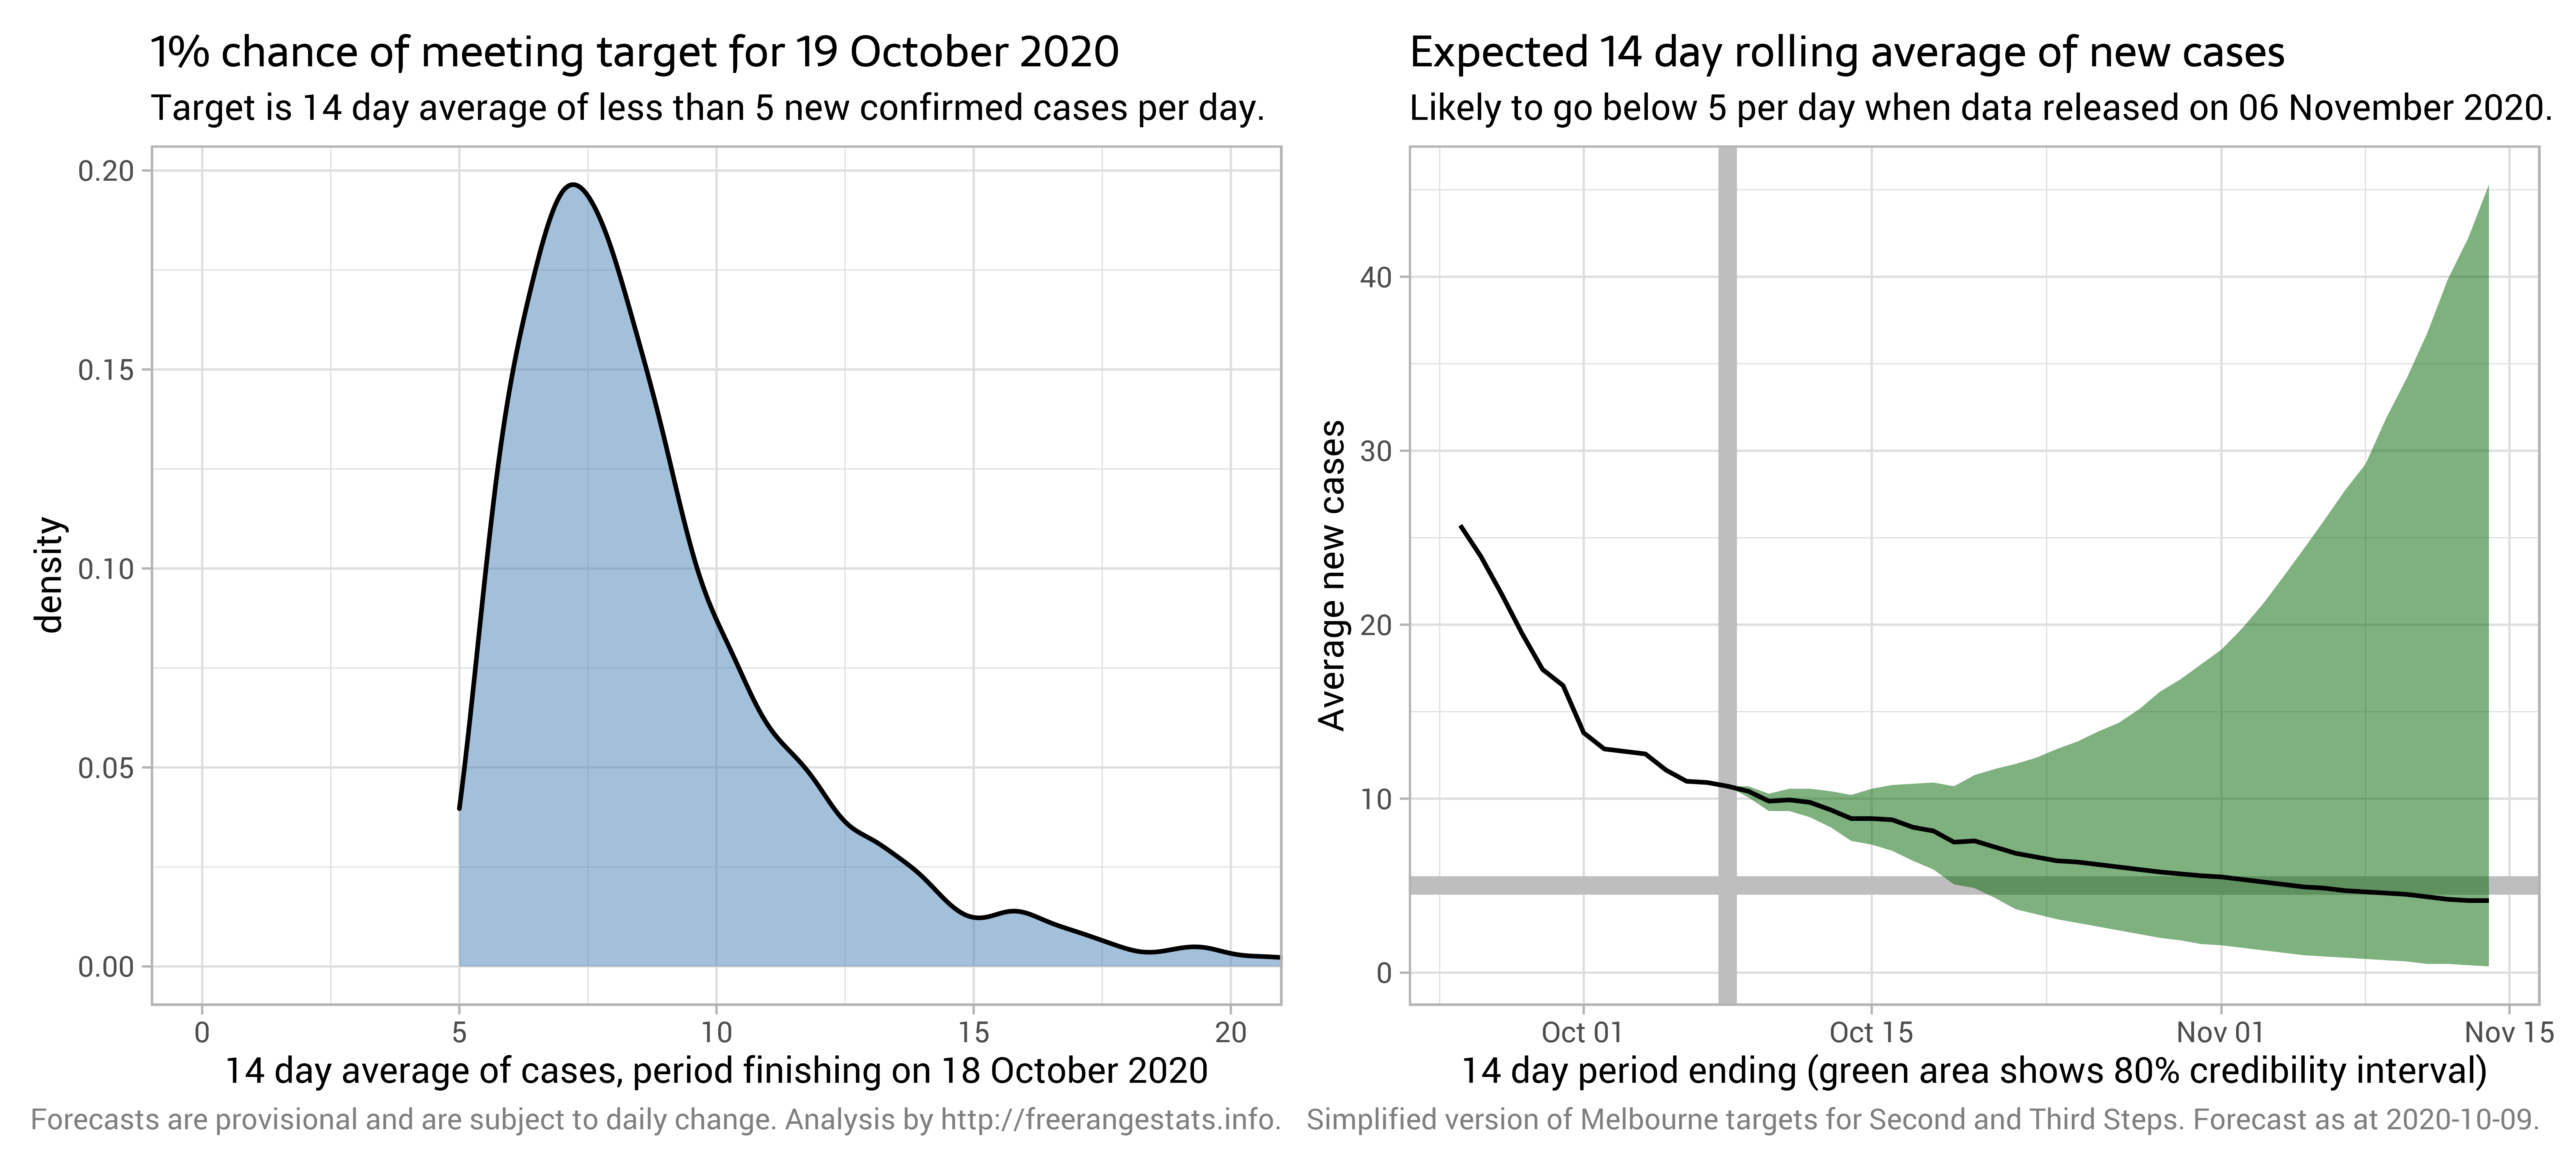 1% chance of meeting target for 19 October 2020
Target is 14 day average of less than 5 new confirmed cases per day.
density
0.20
0.15
0.10
0.05
0.00
0
5
10
15
20
14 day average of cases, period finishing on 18 October 2020
Expected 14 day rolling average of new cases
Likely to go below 5 per day when data released on 06 November 2020.
Average new cases
40
30
20
10
0
Oct 01
Oct 15
Nov 01
Nov 15
14 day period ending (green area shows 80% credibility interval)
Forecasts are provisional and are subject to daily change. Analysis by http://freerangestats.info.
Simplified version of Melbourne targets for Second and Third Steps. Forecast as at 2020-10-09.